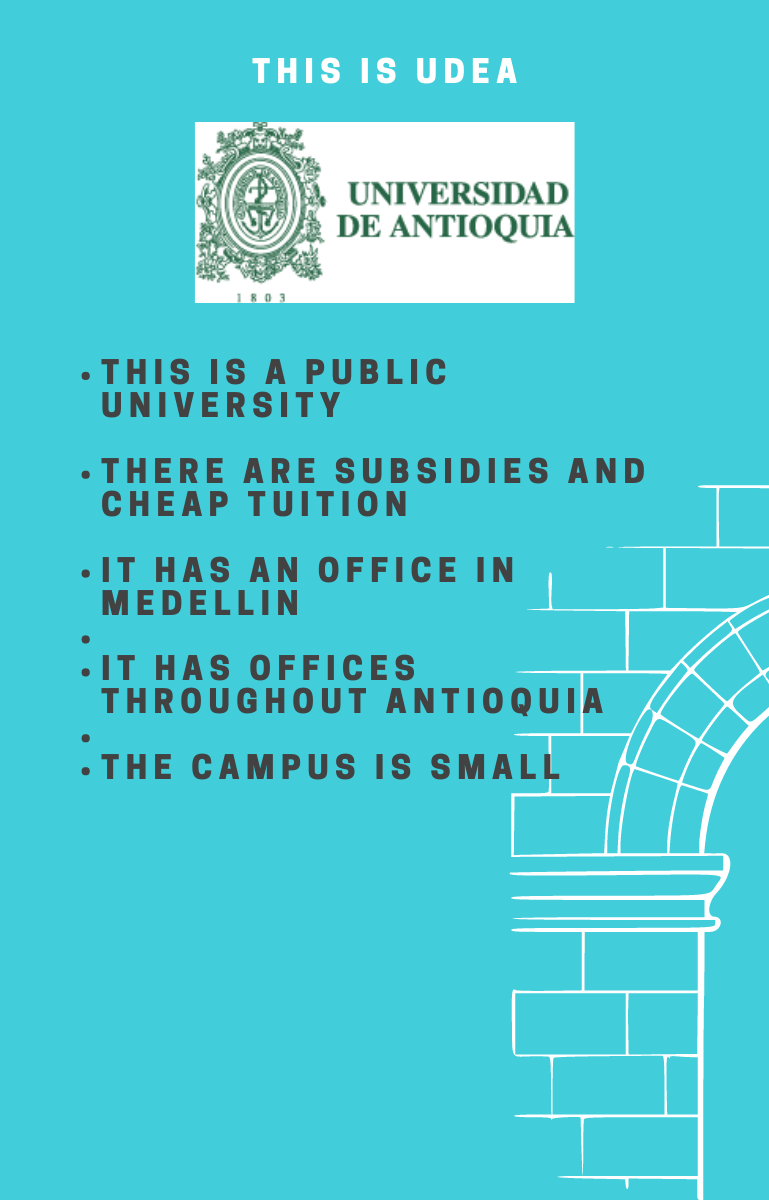 THIS IS UDEA
UNIVERSIDAD
DE ANTIOQUIA
1803
• THIS IS A PUBLIC
UNIVERSITY
• THERE ARE SUBSIDIES AND
CHEAP TUITION
• IT HAS AN OFFICE IN
MEDELLIN
•
• IT HAS OFFICES
THROUGHOUT ANTIOQUIA
•
• THE CAMPUS IS SMALL